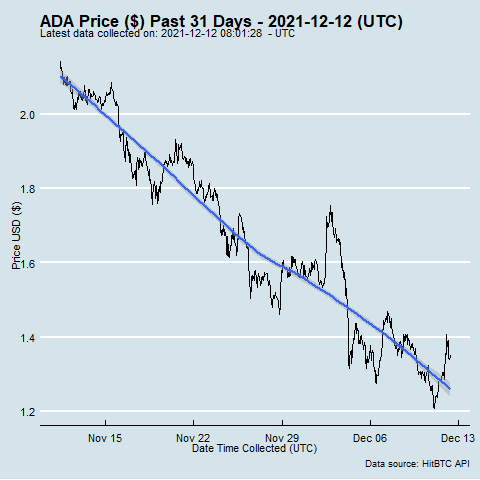 ADA Price ($) Past 31 Days - 2021-12-12 (UTC)
Latest data collected on: 2021-12-12 08:01:28 - UTC
Price USD ($)
2.0
1.8
1.6
1.4
1.2
Nov 15 Nov 22 Nov 29 Dec 06 Dec 13
Date Time Collected (UTC)
Data source: HitBTC API